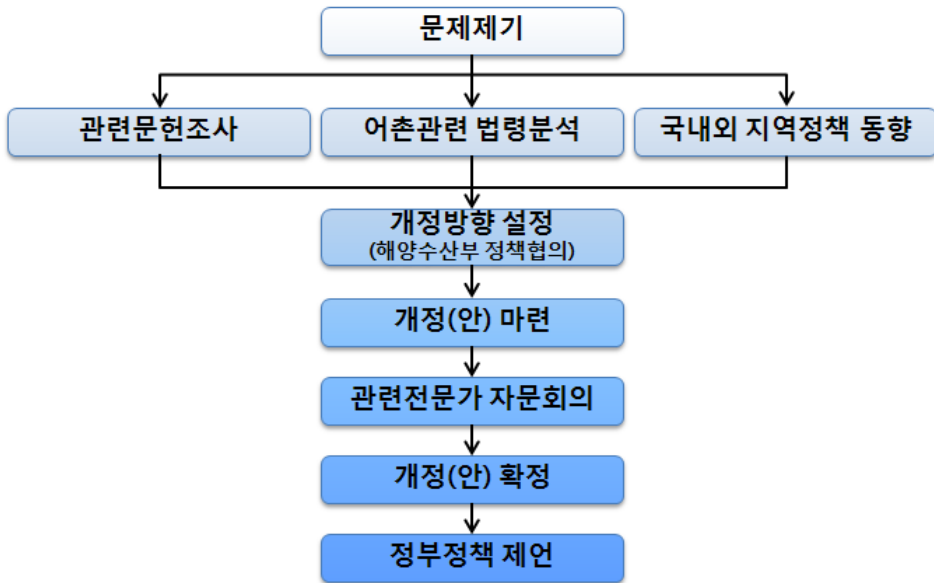 문제제기
관련문헌조사
어촌관련 법령분석
국내외 지역정책 동향
개정방향 설정
(해양수산부 정책협의)
개정(안) 마련
관련전문가 자문회의
개정(안) 확정
정부정책 제언